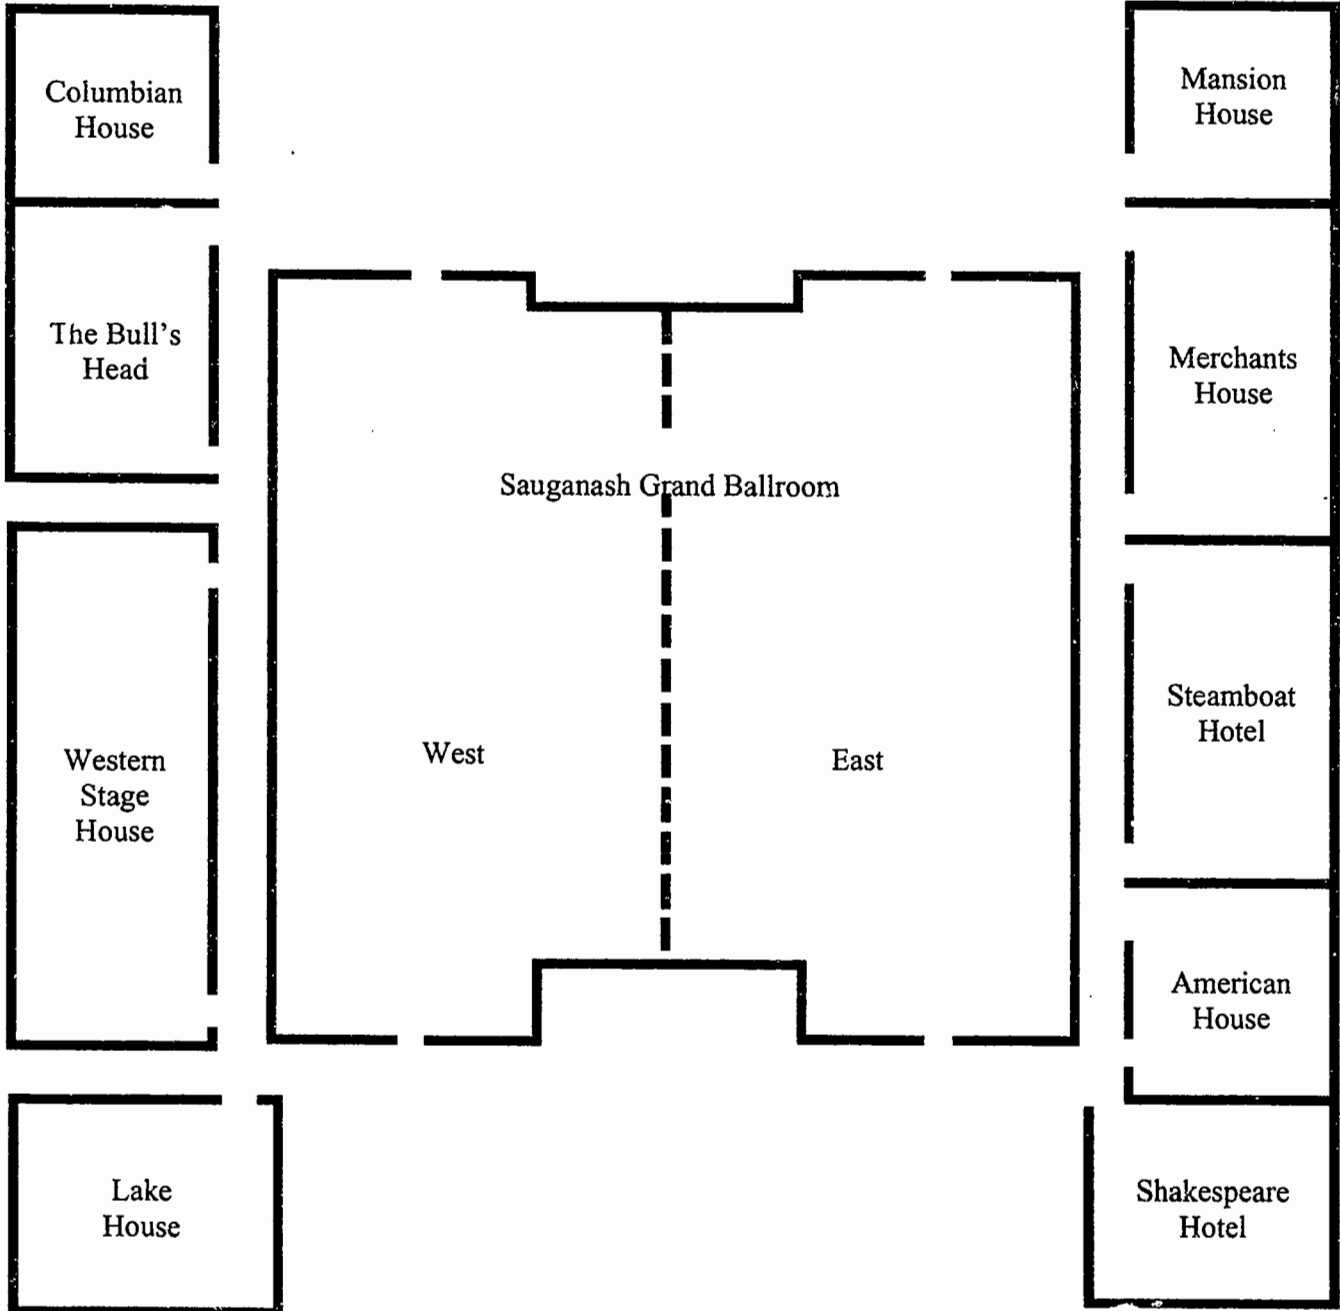 Columbian
House
Mansion
House
The Bull's
Head
Merchants
House
Sauganash Grand Ballroom
Western
Stage
House
West
East
Steamboat
Hotel
American
House
Lake
House
Shakespeare
Hotel